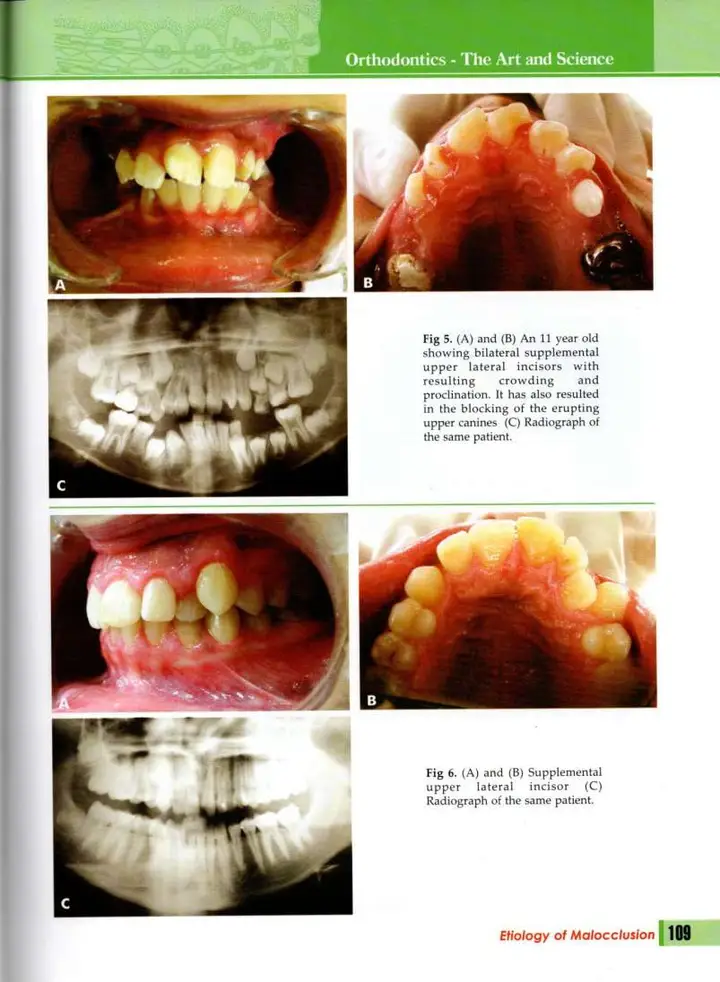 Orthodontics - The Art and Science
A
B
Fig 5. (A) and (B) An 11 year old
showing bilateral supplemental
upper lateral incisors with
resulting crowding and
proclination. It has also resulted
in the blocking of the erupting
upper canines (C) Radiograph of
the same patient.
C
A
B
Fig 6. (A) and (B) Supplemental
upper lateral incisor (C)
Radiograph of the same patient.
C
Etiology of Malocclusion 109